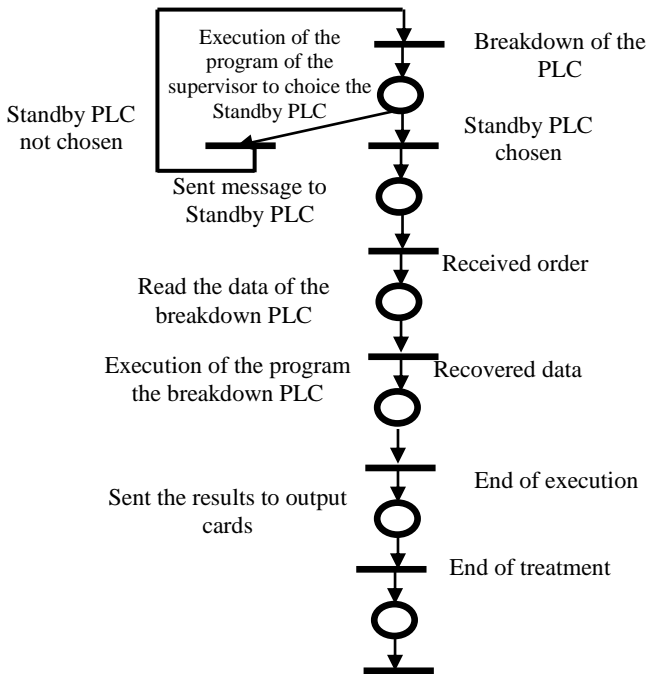 Execution of the
program of the
supervisor to choice the
Standby PLC
Breakdown of the
PLC
Standby PLC
not chosen
Standby PLC
chosen
Sent message to
Standby PLC
Received order
Read the data of the
breakdown PLC
Execution of the program
the breakdown PLC
Recovered data
End of execution
Sent the results to output
cards
End of treatment